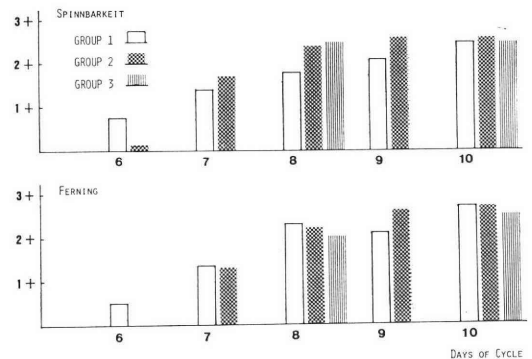 SPINNBARKEIT
3 +
GROUP 1
GROUP 2
2 +
GROUP 3
1 +
6 7 8 9 10
FERNING
3 +
2 +
1 +
6 7 8 9 10
DAYS OF CYCLE